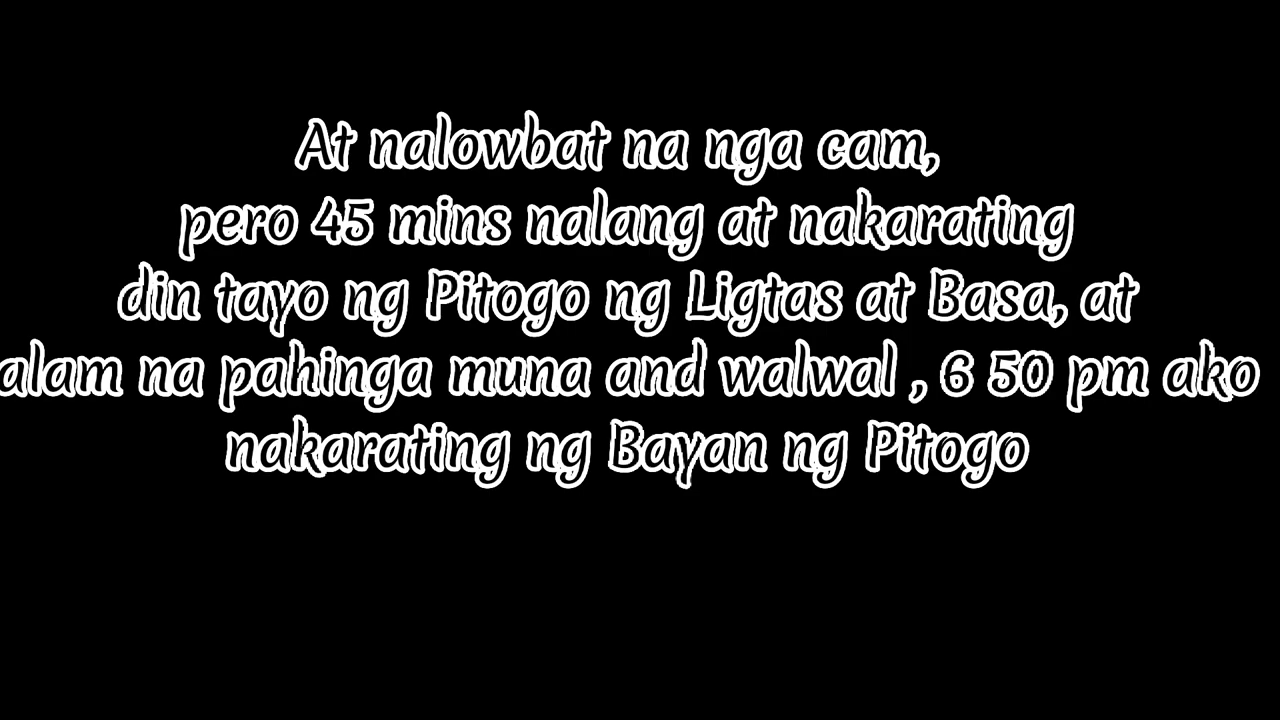 At nalowbat na nga cam,
pero 45 mins nalang at nakarating
din tayo ng Pitogo ng Ligtas at Basa, at
alam na pahinga muna and walwal , 6 50 pm ako
nakarating ng Bayan ng Pitogo